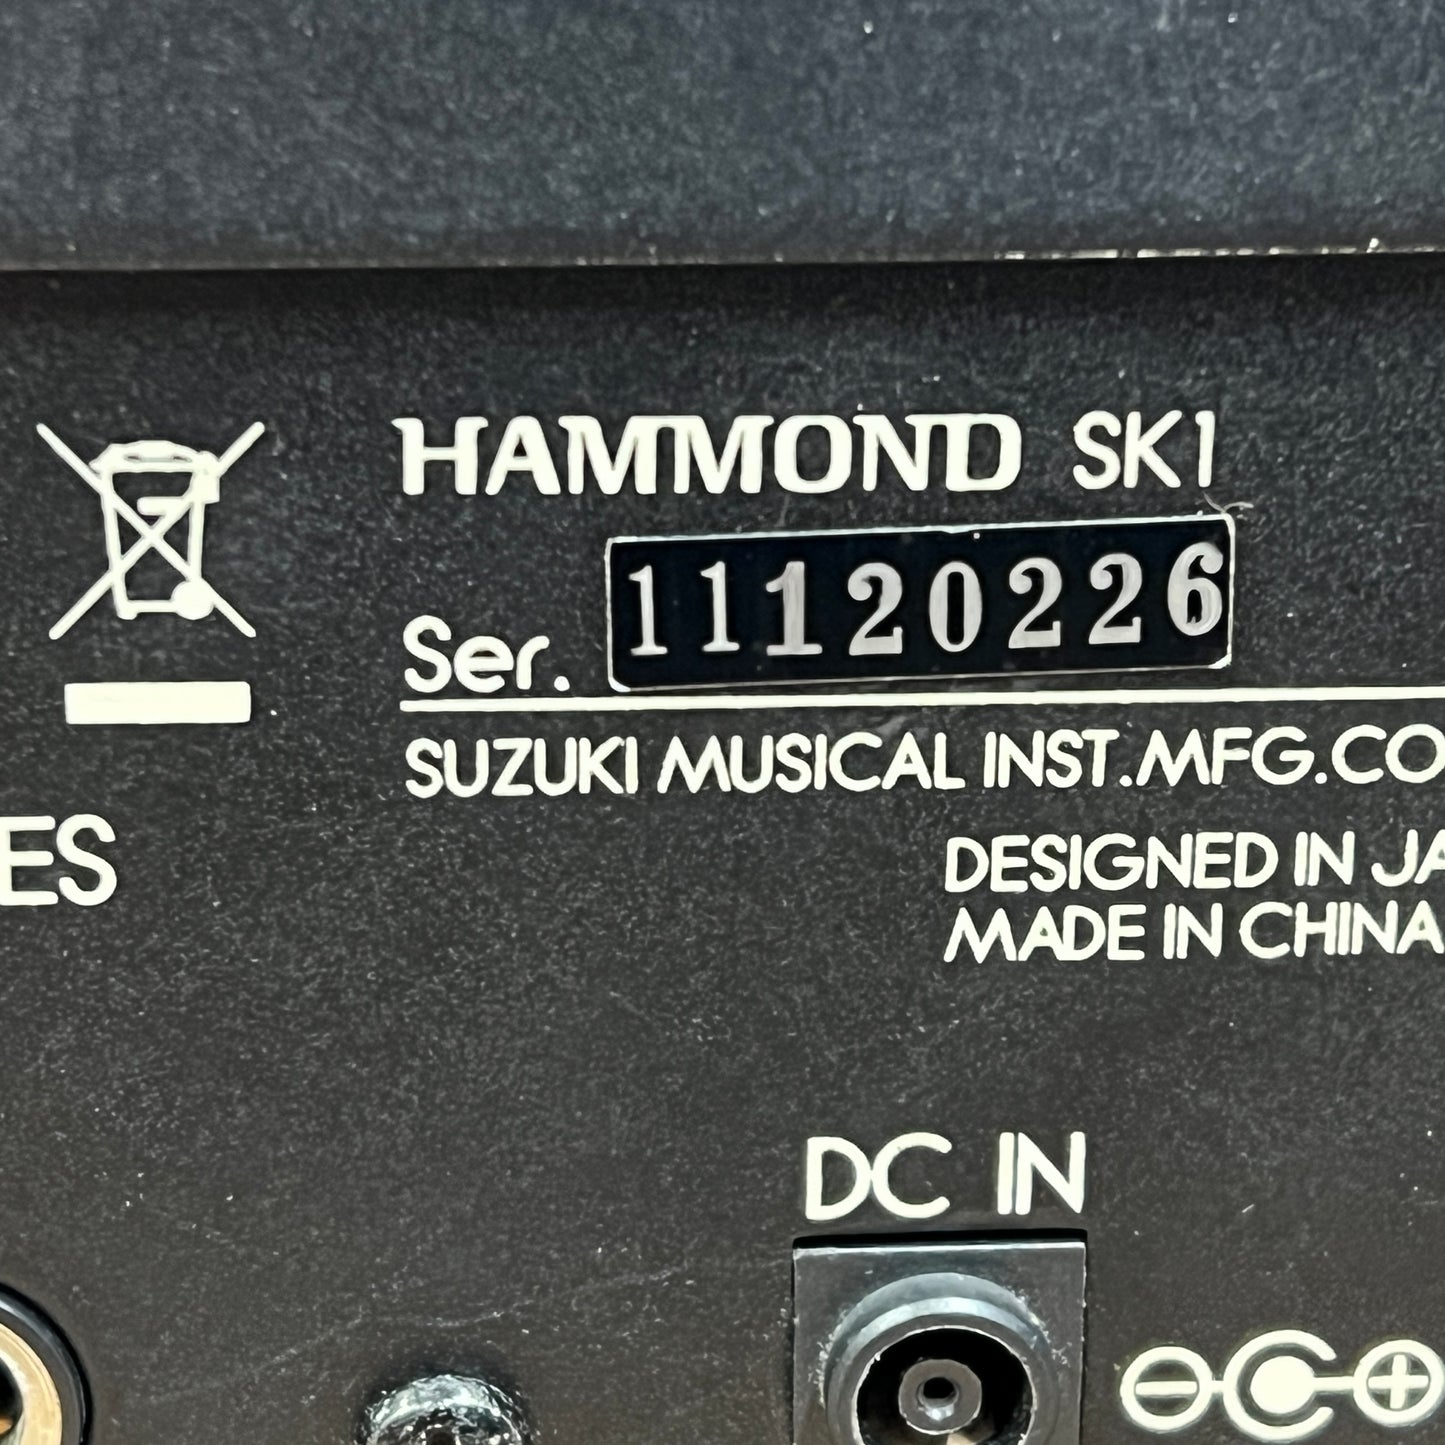 HAMMOND SK1
Ser. 11120226
SUZUKI MUSICAL INST.MFG.CO
ES
DESIGNED IN JA
MADE IN CHINA
DC IN